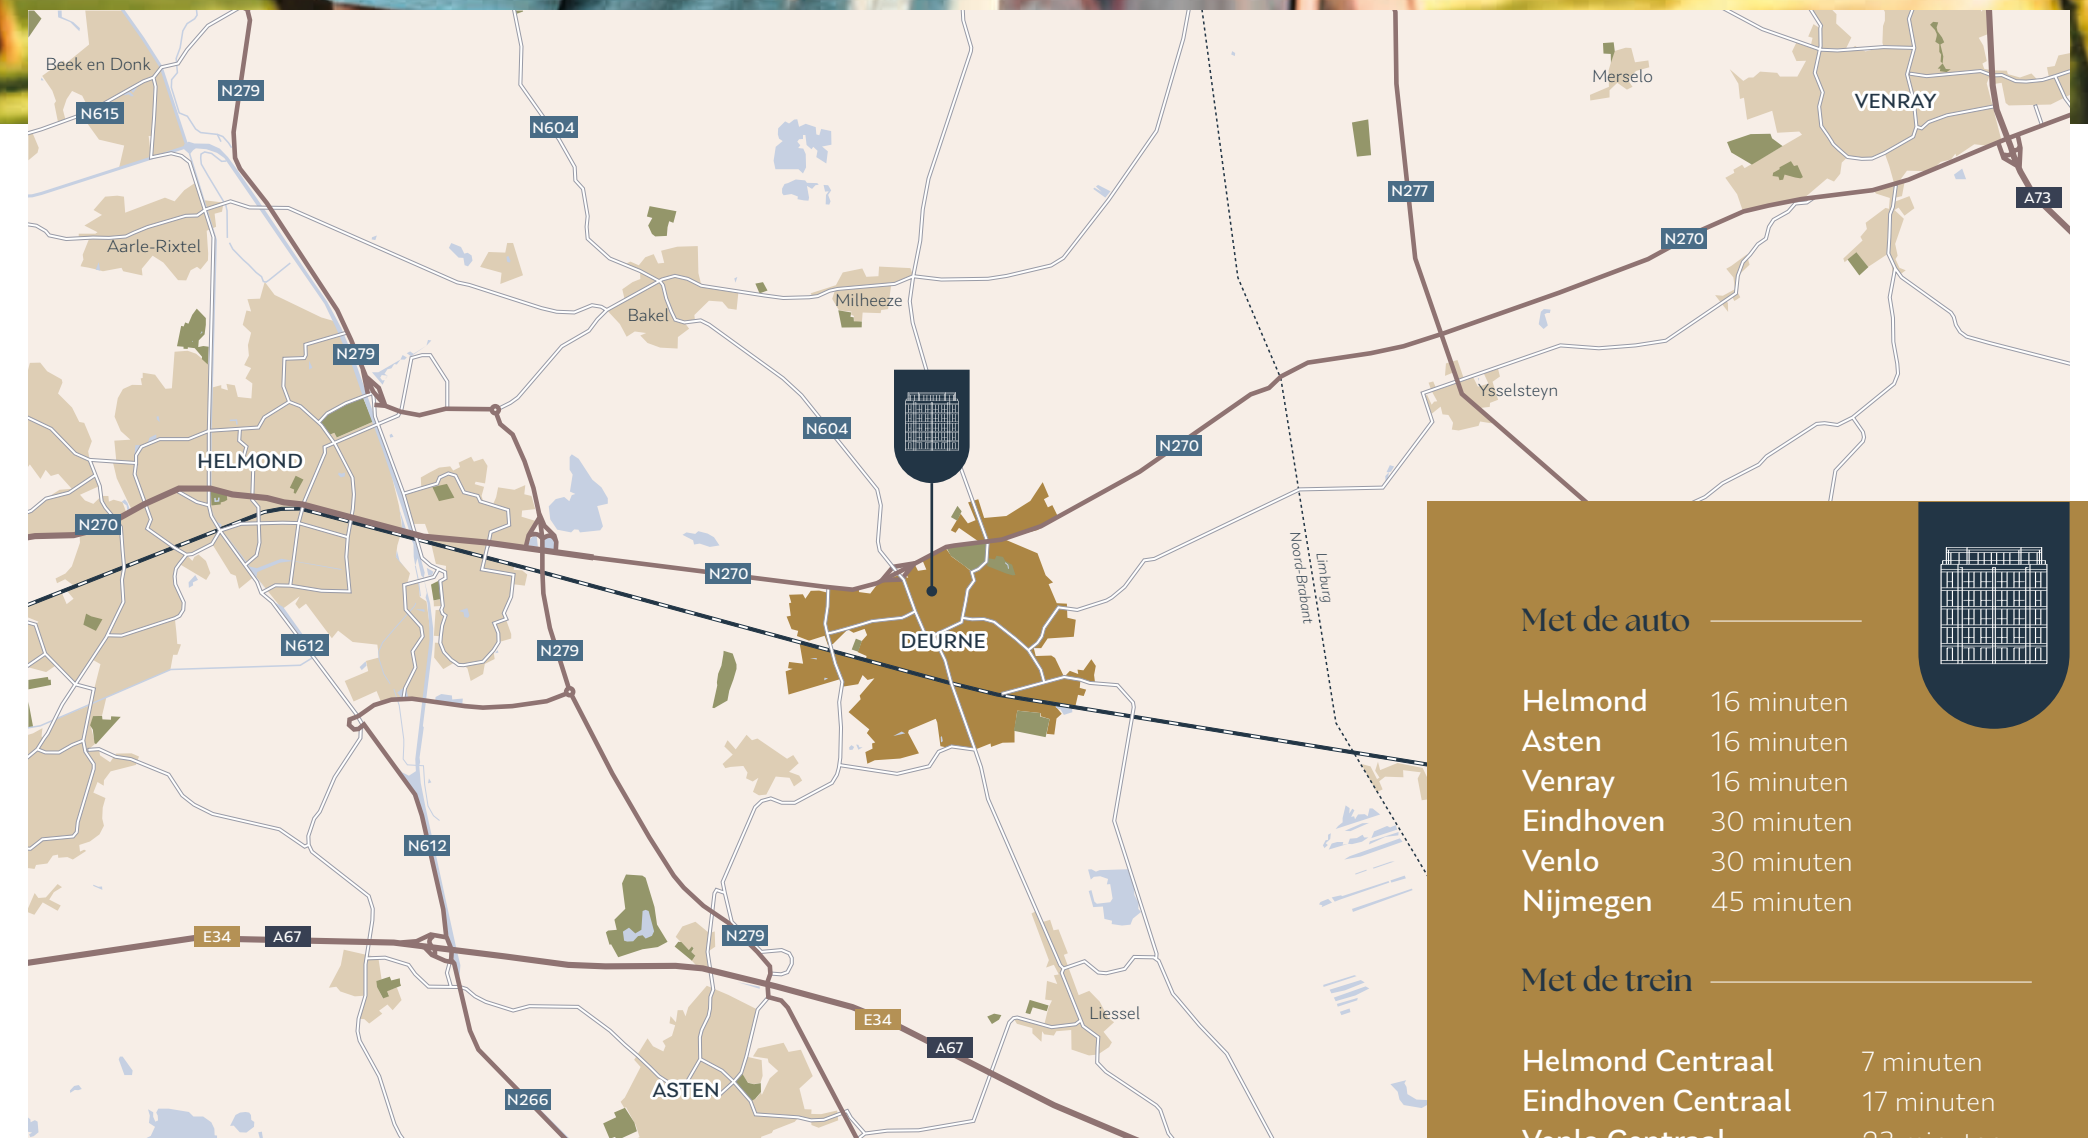 Beek en Donk
N279
N615
N604
Merselo
VENRAY
N277
A73
N270
Aarle-Rixtel
Milheeze
Bakel
N279
Ysselsteyn
N604
N270
HELMOND
N270
N270
Noord-Brabant
Limburg
DEURNE
N612
N279
N612
E34
A67
N279
E34
A67
Liessel
ASTEN
N266
Met de auto
Helmond 16 minuten
Asten 16 minuten
Venray 16 minuten
Eindhoven 30 minuten
Venlo 30 minuten
Nijmegen 45 minuten
Met de trein
Helmond Centraal 7 minuten
Eindhoven Centraal 17 minuten